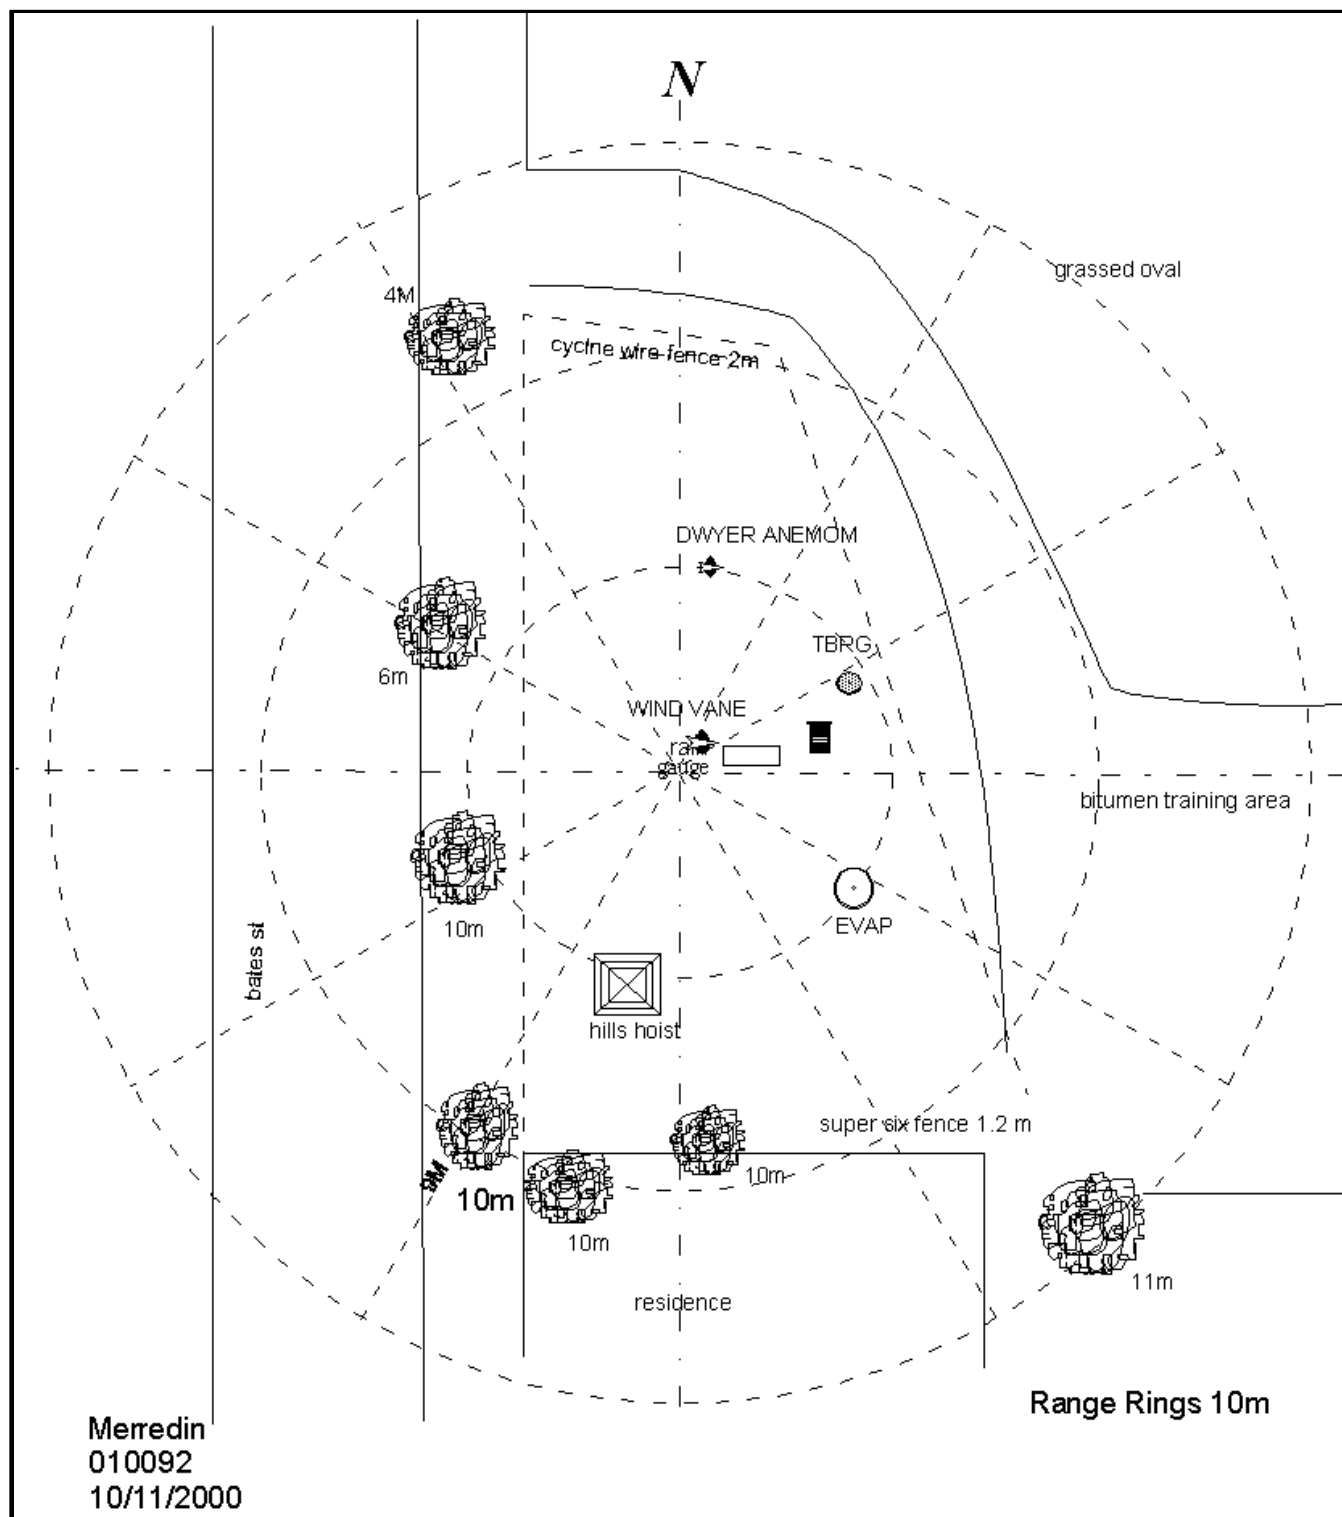 N
grassed oval
4M
cycine wire fence 2m
DWYER ANEMOM
TBRG
6m
WIND VANE
rain
gauge
bitumen training area
10m
EVAP
bates st
hills hoist
super six fence 1.2 m
9M
10m
10m
10m
11m
residence
Range Rings 10m
Merredin
010092
10/11/2000